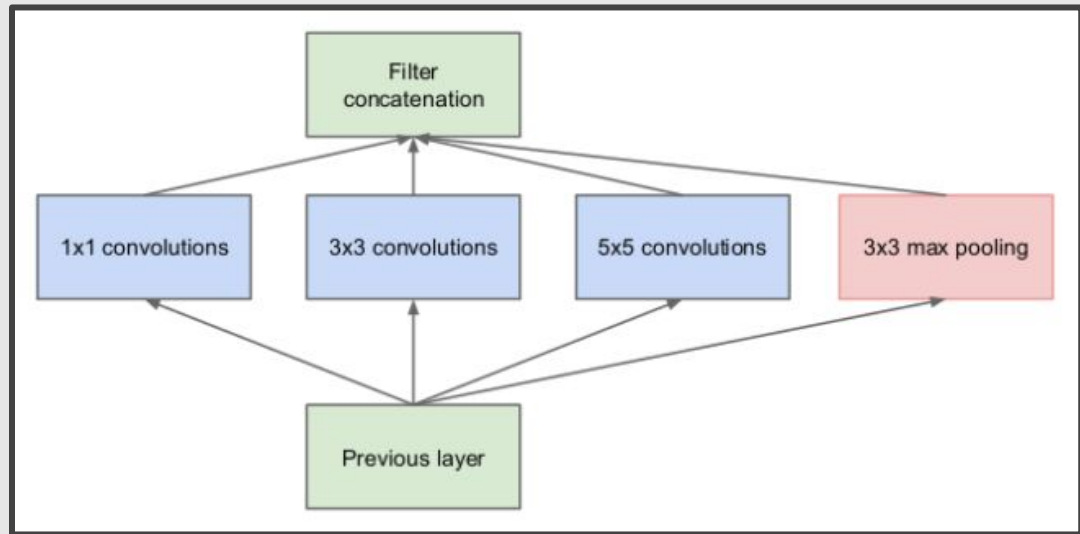 Filter
concatenation
1x1 convolutions
3x3 convolutions
5x5 convolutions
3x3 max pooling
Previous layer